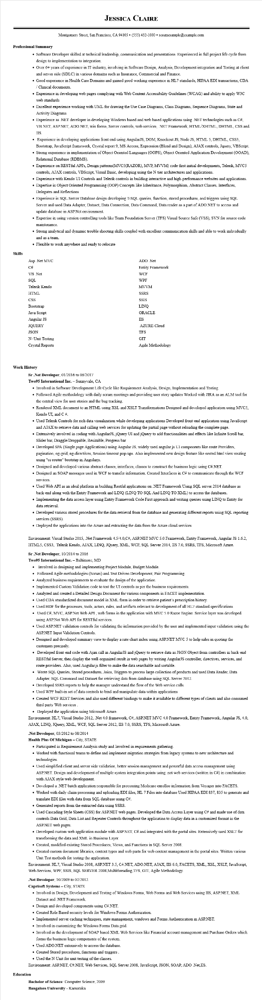 Jessica Claire
Montgomery Street, San Francisco, CA 94105 • (555) 432-1000 • resumesample@example.com
Professional Summary
• Software Developer skilled at technical leadership, communication and presentations. Experienced in full project life cycle from
design to implementation to integration.
• Over 6+ years of experience in IT industry, involving in Software Design, Analysis, Development integration and Testing at client
and server side (SDLC) in various domains such as Insurance, Commercial and Finance.
• Good experience in Health Care Domains and gained good working experience in HL7 standards, HIPAA EDI transactions, CDA
/ Clinical documents.
• Experience in developing web pages complying with Web Content Accessibility Guidelines (WCAG) and ability to apply W3C
web standards
• Excellent experience working with UML for drawing the Use Case Diagrams, Class Diagrams, Sequence Diagrams, State and
Activity Diagrams
• Experience as .NET developer in developing Windows based and web based applications using .NET technologies such as C#,
VB.NET, ASP.NET, ADO.NET, win forms, Server controls, web services, .NET Framework, HTML/XHTML, DHTML, CSS and
IIS.
• Experience in developing applications front end using AngularJS, DOM, Knockout JS, Node JS, HTML 5, DHTML, CSS3,
Bootstrap, JavaScript framework, Crystal report 9, MS Access, Expression (Blend and Design), AJAX controls, Jquery, VBScript.
• Strong experience in implementation of Object Oriented Languages (OOPS), Object Oriented Application Development (OOAD),
Relational Database (RDBMS).
• Experience on RESTful API's, Design patterns(MVC5(RAZOR), MVP, MVVM) code-first initial developments, Telerik, MVC5
controls, AJAX controls, VBScript, Visual Basic, developing using the N-tier architectures and applications.
• Experience with Kendo UI Controls and Telerik controls in building interactive and high-performance websites and applications.
• Expertise in Object Oriented Programming (OOP) Concepts like Inheritance, Polymorphism, Abstract Classes, Interfaces,
Delegates and Reflections
• Experience in SQL Server Database design developing T-SQL queries, function, stored procedures, and triggers using SQL
Server and used Data Adapter, Dataset, Data Connection, Data Command, Data reader as a part of ADO.NET to access and
update database in ASP.Net environment.
• Expertise in using version controlling tools like Team Foundation Server (TFS) Visual Source Safe (VSS), SVN for source code
maintenance.
• Strong analytical and dynamic trouble shooting skills coupled with excellent communication skills and able to work individually
and as a team.
• Flexible to work anywhere and ready to relocate
Skills
Asp .Net MVC
C#
VB .Net
SQL
Telerik Kendo
HTML
CSS
Bootstrap
Java Script
Angular JS
JQUERY
JSON
N- Unit Testing
Crystal Reports
ADO .Net
Entity Framework
WCF
WPF
MVVM
SSRS
SSIS
LINQ
ORACLE
IIS
AZURE Cloud
TFS
GIT
Agile Methodology
Work History
Sr .Net Developer, 01/2016 to 06/2017
Two95 International Inc. – Sunnyvale, CA
• Involved in Software Development Life Cycle like Requirement Analysis, Design, Implementation and Testing.
• Followed Agile methodology with daily scrum meetings and providing user story updates Worked with JIRA as an ALM tool for
the central view for user stories and the bug tracking.
• Rendered XML document to an HTML using XSL and XSLT Transformations Designed and developed application using MVC5,
Kendo UI, and C #.
• Used Telerik Controls for rich data visualization while developing applications Developed front-end application using JavaScript
and AJAX to retrieve data and calling web services for updating the partial page without reloading the complete page.
• Extensively involved in coding with AngularJS, jQuery UI and jQuery to add functionalities and effects like Infinite Scroll bar,
Slider bar, Draggle/Droppable, Resizable, Progress bar
• Developed SPA (Single page Applications) using Angular JS, widely used angular js UI components like route Providers,
pagination, ng-grid, ng-directives, Session timeout pop-ups. Also implemented new design feature like nested html view routing
using "ui-router" bootstap in Angularjs.
• Designed and developed various abstract classes, interfaces, classes to construct the business logic using C#.NET.
• Designed an SOAP messages used in WCF to transfer information. Created Interfaces in C# to communicate through the WCF
services.
• Used Web API as an ideal platform in building Restful applications on .NET Framework Using SQL server 2014 database as
back-end along with the Entity Framework and LINQ (LINQ TO SQL And LINQ TO XML) to access the databases.
• Implementing the data access layer using Entity Framework Code First approach and writing queries using LINQ to Entity for
data retrieval.
• Developed various stored procedures for the data retrieval from the database and generating different reports using SQL reporting
services (SSRS).
• Deployed the applications into the Azure and extracting the data from the Azure cloud services
Environment: Visual Studio 2015, .Net Framework 4.5/4.0,C#, ASP.NET MVC 5.0 Framework, Entity Framework, Angular JS 1.6.2,
HTML5, CSS3, Telerik Kendo, AJAX, LINQ, JQuery, XML, WCF, SQL Server 2014, IIS 7.0, SSRS, TFS, Microsoft Azure.
Sr .Net Developer, 10/2014 to 2016
Two95 International Inc. – Baltimore, MD
• Involved in designing and implementing Project Module, Budget Module.
• Followed Agile methodologies (Scrum) and Test Driven Development, Pair Programming.
• Analyzed business requirements to evaluate the design of the application.
• Implemented Custom Validation code to test the UI controls as per the business requirements.
• Analyzed and created a Detailed Design Document for various components in FACET implementation.
• Used CDA standardized document model in XML form in order to retrieve patient's prescription history.
• Used HDF for the processes, tools, actors, rules, and artifacts relevant to development of all HL7 standard specifications
• Used C#, MVC, ASP.Net Web API , web forms in the application with MVC 5.0 Razor Engine. Service layer was developed
using ASP.Net Web API for RESTful services.
• Used ASP.NET validation controls for validating the information provided by the user and implemented input validation using the
ASP.NET Input Validation Controls.
• Designed and developed summary view to display a rate chart index using ASP.NET MVC 5 to help sales in quoting the
customers precisely.
• Developed front-end code with Ajax call in AngularJS and jQuery to retrieve data as JSON Object from controllers in back-end
RESTful Server, then display the well-organized result in web pages by writing AngularJS controller, directives, services, and
route providers. Also, used Angular.js filter to make the data searchable and sortable.
• Wrote SQL Queries, Stored procedures, Joins, Triggers to process large collection of products and used Data Reader, Data
Adapter, SQL Command and Dataset for retrieving data from database using SQL Server 2012.
• Developed SSRS reports to help the manager understand the flow of the Web service calls.
• Used WPF built-in set of data controls to bind and manipulate data within applications
• Created WCF REST Services and also used different bindings to make it available to different types of clients and also consumed
third party Web services .
• Deployed the application using Microsoft Azure.
Environment: HL7, Visual Studio 2012, .Net 4.0 framework, C#, ASP.NET MVC 4.0 Framework, Entity Framework, Angular JS, 4.0,
AJAX, LINQ, JQuery, XML, WCF, SQL Server 2012, IIS 7.0, SSRS, TFS, Microsoft Azure.
.Net Developer, 03/2012 to 08/2014
Health Plus Of Michigan – City, STATE
• Participated in Requirement Analysis study and Involved in requirements gathering.
• Worked with functional teams to define and implement migration strategies from legacy systems to new architecture and
technologies.
• Used simplified client and server side validation, better session management and powerful data access management using
ASP.NET. Design and development of multiple system integration points using .net web services (written in C#) in combination
with AJAX style web development.
• Developed a .NET batch application responsible for processing Medicare enrollee information from Voyager into FACETS.
• Worked with daily claim processing and uploading EDI files, HL 7 Files into database Used HIPAA EDI 837, 835 to generate and
translate EDI files with data from SQL database using C#.
• Generated reports from the extracted data using SSRS.
• Used Cascading Style Sheets (CSS) for ASP.NET web pages. Developed the Data Access Layer using C# and made use of data
controls Data Grid, Data List and Repeater Controls throughout the application to display data in a customized format in the
ASP.NET web pages.
• Developed custom web application module with ASP.NET, C# and integrated with the portal sites. Extensively used XSLT for
transforming the data and XML in Business Layer.
• Created, modified existing Stored Procedures, Views, and Functions in SQL Server 2008.
• Created custom document libraries, content types and web parts for web content management in the portal sites. Written various
Unit Test methods for testing the application.
Environment: HL7, Visual Studio 2008, ASP.NET 3.5, C#.NET, ADO.NET, AJAX, IIS 6.0, FACETS, XML, XSL, XSLT, JavaScript,
Web-Services, WPF, SSIS, SQL SERVER 2008,Multithreading,TFS, GIT, Agile Methodology.
.Net Developer, 10/2009 to 02/2012
Caprisoft Systems – City, STATE
• Involved in Design, Development and Testing of Windows Forms, Web Forms and Web Services using IIS, ASP.NET, XML
Dataset and .NET Framework.
• Design and developed components using C#.NET.
• Created Role Based security levels for Windows Forms Authorization.
• Implemented server caching techniques, state management, windows and Forms Authentication in ASP.NET.
• Involved in customizing the Windows Forms Data grid.
• Involved in the development of SOAP based XML Web Services like Financial account management and Purchase Orders which
forms the business logic components of the system.
• Used ADO.NET extensively to access the database.
• Created Stored procedures, functions and triggers .
• Used the N-Unit for unit testing of the classes.
Environment: ASP.NET, C#.NET, Web Services, SQL Server 2008, JavaScript, JSON, SOAP, ADO .Net,IIS.
Education
Bachelor of Science: Computer Science, 2009
Bangalore University - Karnataka